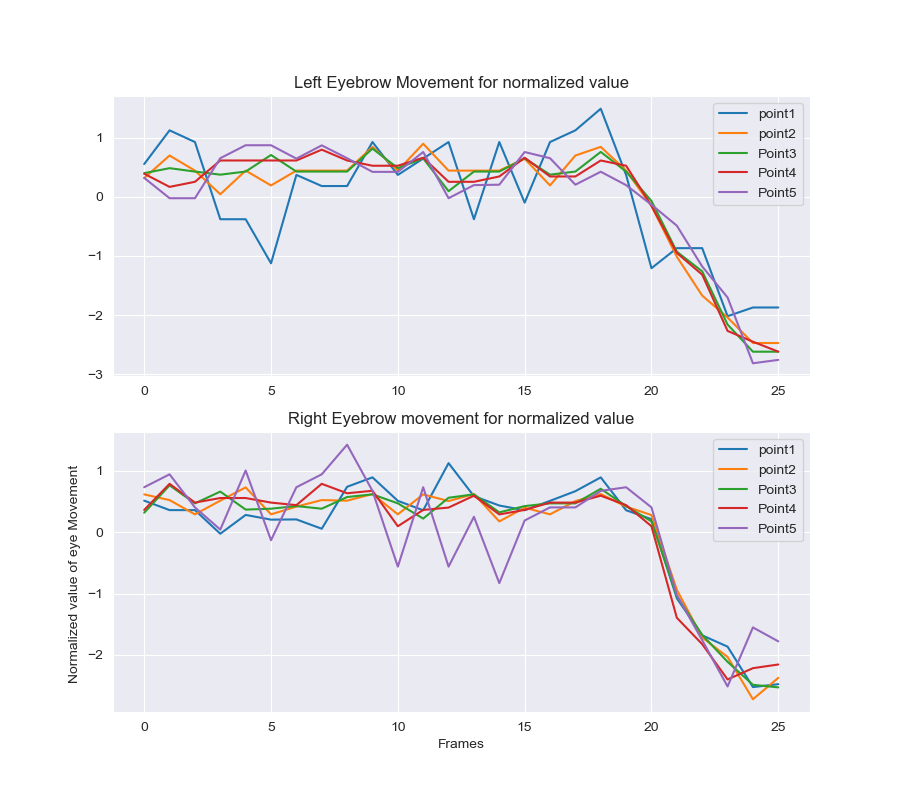 Left Eyebrow Movement for normalized value
1
0
−1
−2
−3
0 5 10 15 20 25
point1
point2
Point3
Point4
Point5
Right Eyebrow movement for normalized value
Normalized value of eye Movement
1
0
−1
−2
0 5 10 15 20 25
Frames
point1
point2
Point3
Point4
Point5